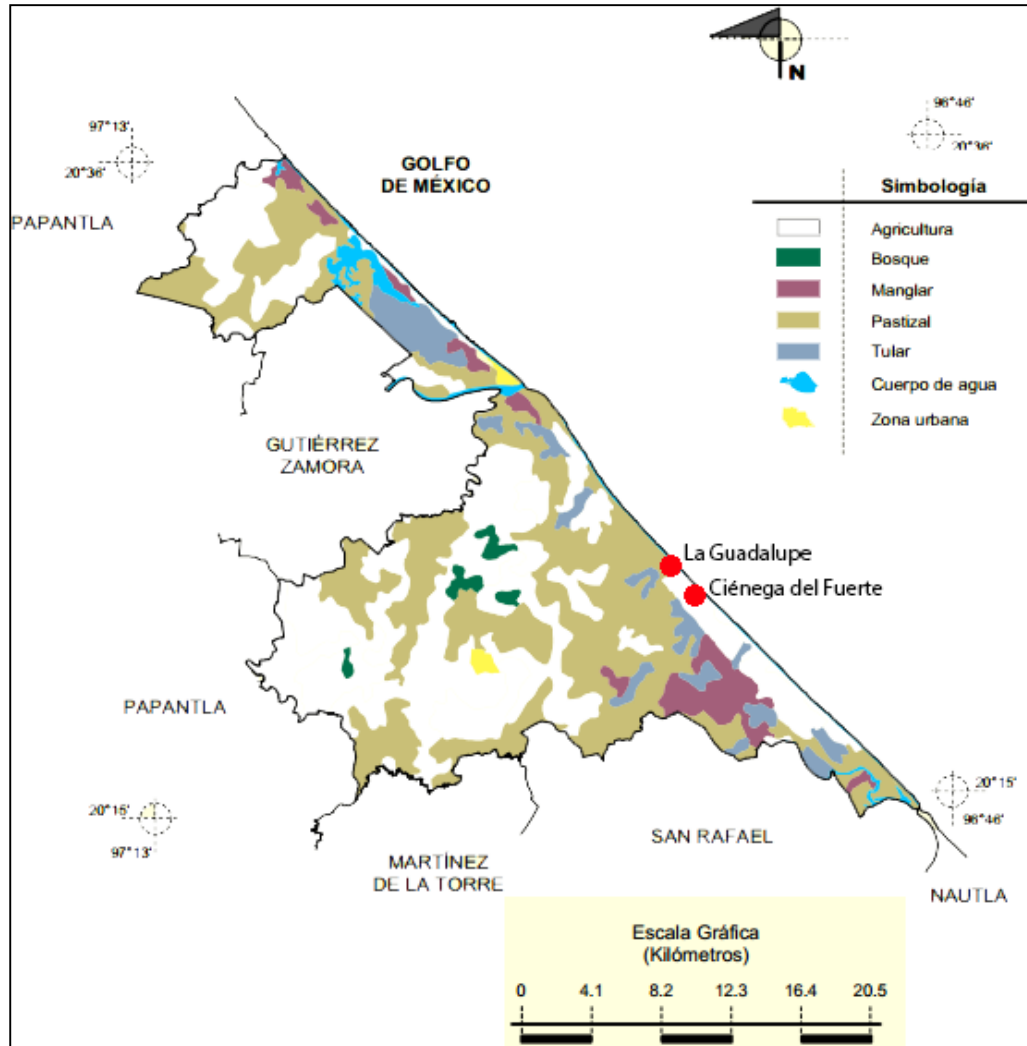 N
97°13'
20°36'
96°46'
20°36'
GOLFO
DE MÉXICO
PAPANTLA
Simbología
Agricultura
Bosque
Manglar
Pastizal
Tular
Cuerpo de agua
Zona urbana
GUTIÉRREZ
ZAMORA
La Guadalupe
Ciénega del Fuerte
PAPANTLA
20°15'
97°13'
20°15'
96°46'
SAN RAFAEL
MARTÍNEZ
DE LA TORRE
NAUTLA
Escala Gráfica
(Kilómetros)
0 4.1 8.2 12.3 16.4 20.5